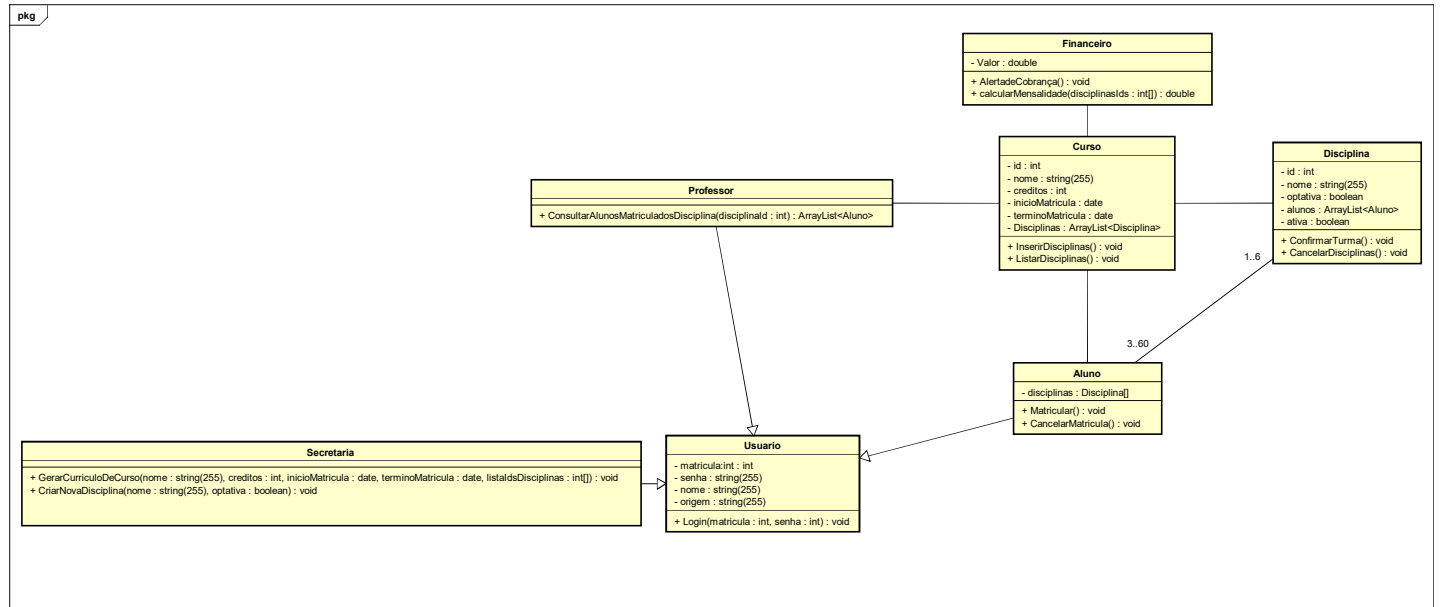 pkg
Financeiro
- Valor : double
+ AlertadeCobrança() : void
+ calcularMensalidade(disciplinasIds : int[]) : double
Curso
- id : int
- nome : string(255)
- creditos : int
- inicioMatricula : date
- terminoMatricula : date
- Disciplinas : ArrayList<Disciplina>
+ InserirDisciplinas() : void
+ ListarDisciplinas() : void
Disciplina
- id : int
- nome : string(255)
- optativa : boolean
- alunos : ArrayList<Aluno>
- ativa : boolean
+ ConfirmarTurma() : void
+ CancelarDisciplinas() : void
Professor
+ ConsultarAlunosMatriculadosDisciplina(disciplinaId : int) : ArrayList<Aluno>
1..6
3..60
Aluno
- disciplinas : Disciplina[]
+ Matricular() : void
+ CancelarMatricula() : void
Secretaria
+ GerarCurriculoDeCurso(nome : string(255), creditos : int, inicioMatricula : date, terminoMatricula : date, listaIdsDisciplinas : int[]) : void
+ CriarNovaDisciplina(nome : string(255), optativa : boolean) : void
Usuario
- matricula:int : int
- senha : string(255)
- nome : string(255)
- origem : string(255)
+ Login(matricula : int, senha : int) : void